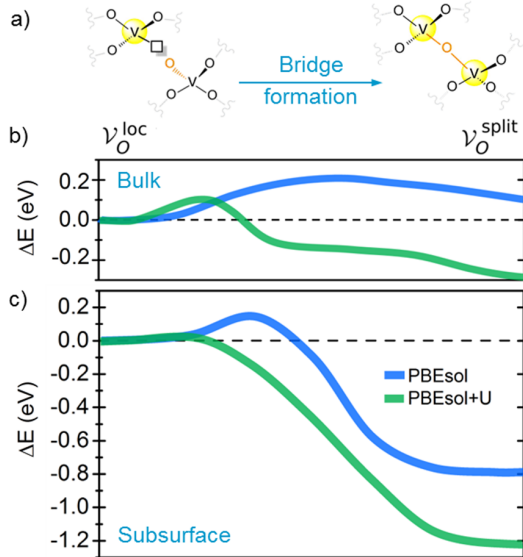 a)
O O
V
O
O O
V
O O
Bridge
formation
O O
V
O O O
V
O O
b) 𝒱_O^loc 𝒱_O^split
Bulk
ΔE (eV)
0.2
0.0
-0.2
c)
ΔE (eV)
0.2
0.0
-0.2
-0.4
-0.6
-0.8
-1.0
-1.2
PBEsol
PBEsol+U
Subsurface